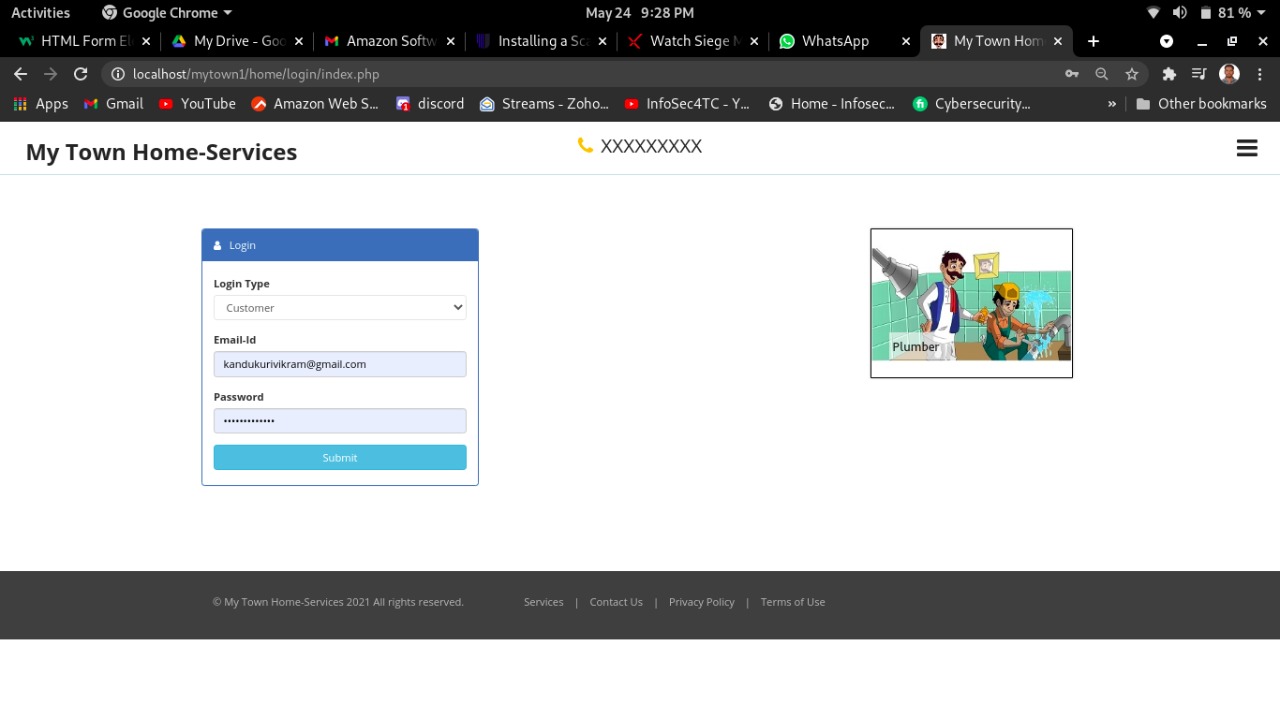 Activities Google Chrome May 24 9:28 PM 81 %
HTML Form El My Drive - Goo Amazon Softw Installing a Sca Watch Siege M WhatsApp My Town Hom
localhost/mytown1/home/login/index.php
Apps Gmail YouTube Amazon Web S... discord Streams - Zoho... InfoSec4TC - Y... Home - Infosec... Cybersecurity... » Other bookmarks
My Town Home-Services XXXXXXXXX
Login
Login Type
Customer
Email-Id
kandukurivikram@gmail.com
Password
•••••••••••••
Submit
Plumber
© My Town Home-Services 2021 All rights reserved. Services | Contact Us | Privacy Policy | Terms of Use